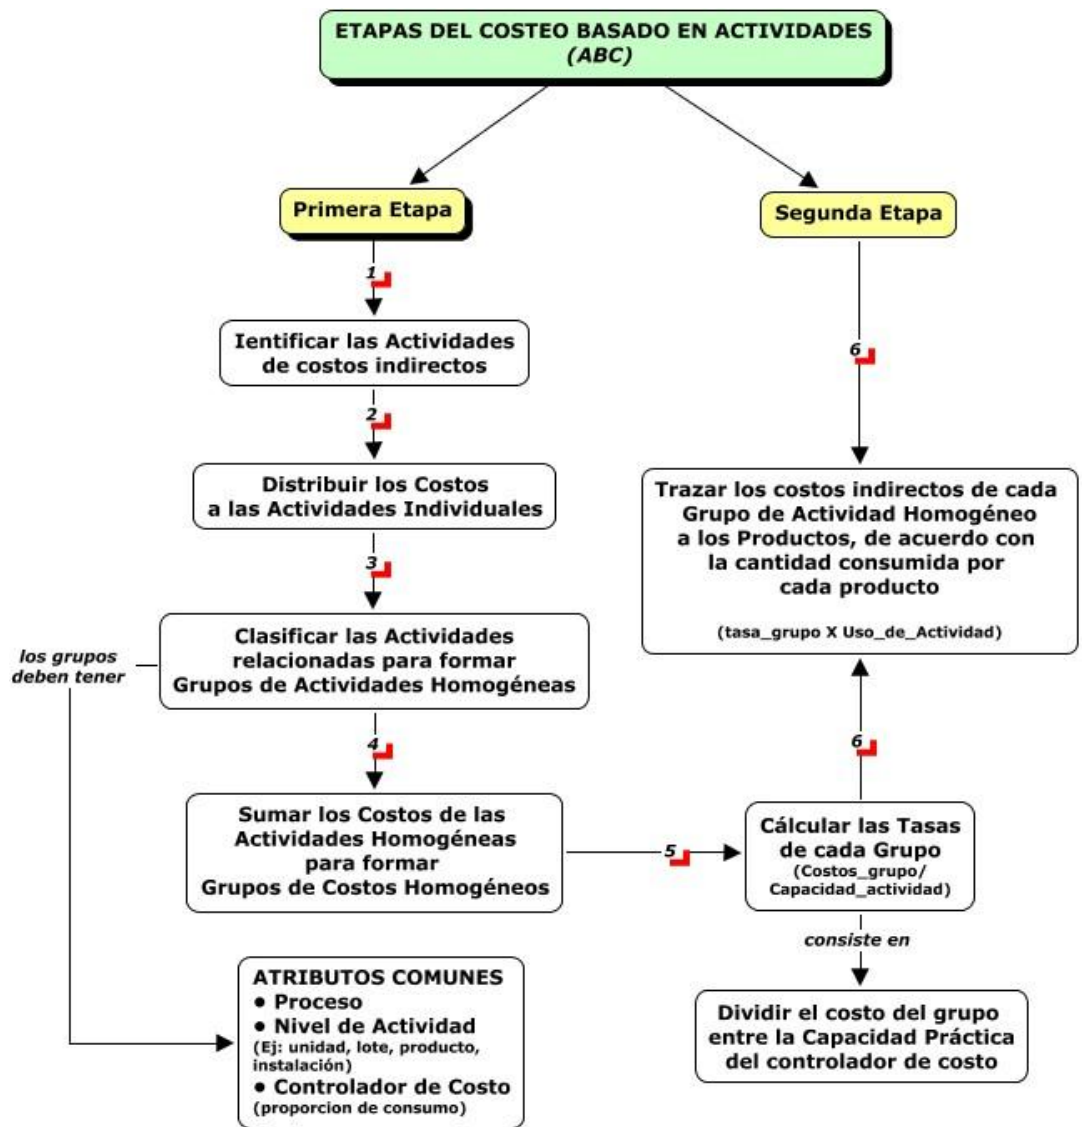 ETAPAS DEL COSTEO BASADO EN ACTIVIDADES
(ABC)
Primera Etapa
Segunda Etapa
1
Ientificar las Actividades
de costos indirectos
2
Distribuir los Costos
a las Actividades Individuales
3
Clasificar las Actividades
relacionadas para formar
Grupos de Actividades Homogéneas
los grupos
deben tener
4
Sumar los Costos de las
Actividades Homogéneas
para formar
Grupos de Costos Homogéneos
5
ATRIBUTOS COMUNES
● Proceso
● Nivel de Actividad
(Ej: unidad, lote, producto,
instalación)
● Controlador de Costo
(proporcion de consumo)
6
Trazar los costos indirectos de cada
Grupo de Actividad Homogéneo
a los Productos, de acuerdo con
la cantidad consumida por
cada producto
(tasa_grupo X Uso_de_Actividad)
6
Cálcular las Tasas
de cada Grupo
(Costos_grupo/
Capacidad_actividad)
consiste en
Dividir el costo del grupo
entre la Capacidad Práctica
del controlador de costo